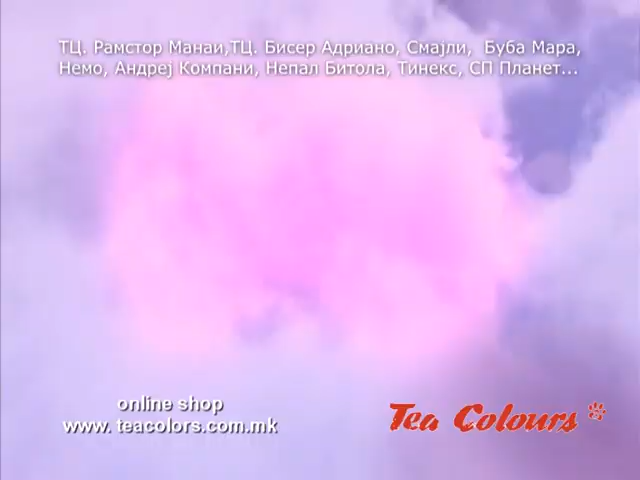 ТЦ. Рамстор Манаи,ТЦ. Бисер Адриано, Смајли, Буба Мара,
Немо, Андреј Компани, Непал Битола, Тинекс, СП Планет...
online shop
www. teacolors.com.mk
Tea Colours